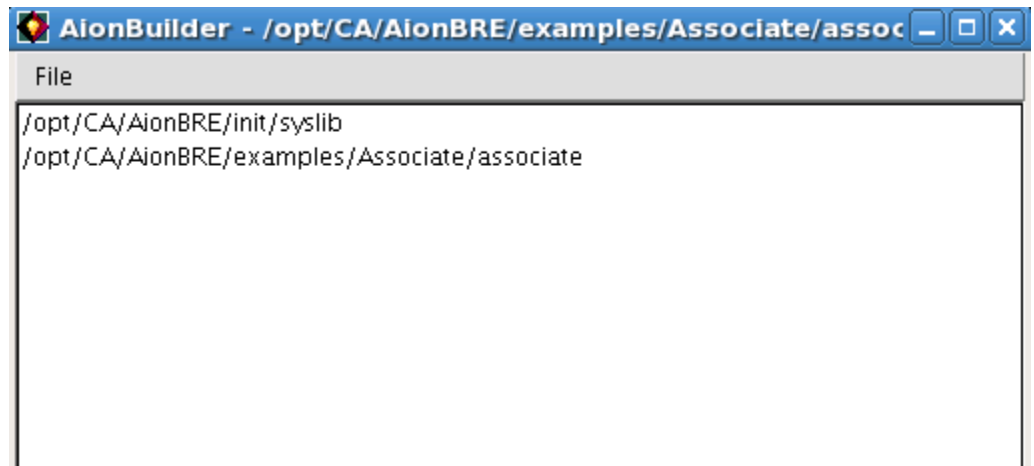 AionBuilder - /opt/CA/AionBRE/examples/Associate/assoc
File
/opt/CA/AionBRE/init/syslib
/opt/CA/AionBRE/examples/Associate/associate